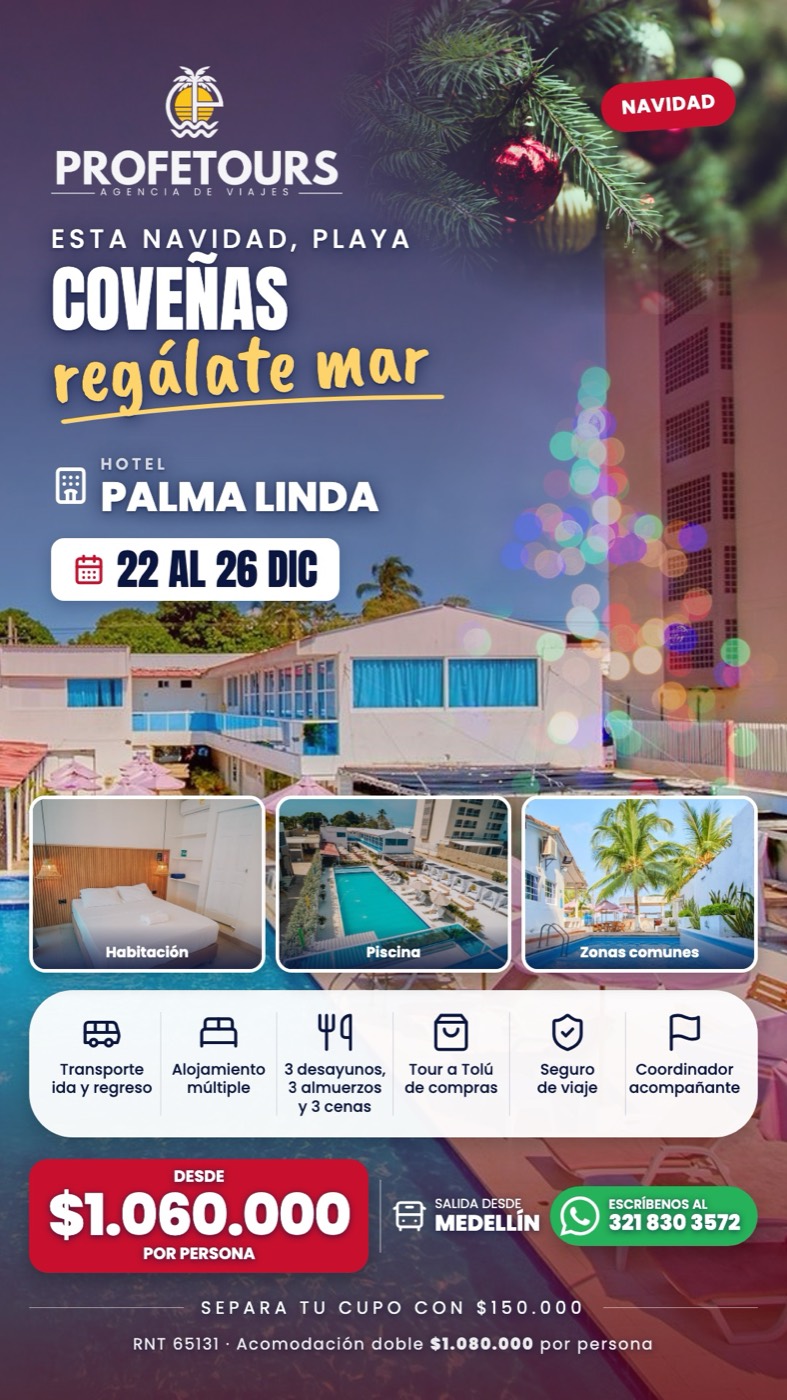 NAVIDAD
PROFETOURS
AGENCIA DE VIAJES
ESTA NAVIDAD, PLAYA
COVEÑAS
regálate mar
HOTEL
PALMA LINDA
22 AL 26 DIC
Habitación
Piscina
Zonas comunes
Transporte
ida y regreso
Alojamiento
múltiple
3 desayunos,
3 almuerzos
y 3 cenas
Tour a Tolú
de compras
Seguro
de viaje
Coordinador
acompañante
DESDE
$1.060.000
POR PERSONA
SALIDA DESDE
MEDELLÍN
ESCRÍBENOS AL
321 830 3572
SEPARA TU CUPO CON $150.000
RNT 65131 · Acomodación doble $1.080.000 por persona